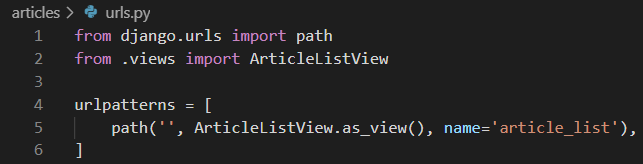 articles > urls.py
1 from django.urls import path
2 from .views import ArticleListView
3
4 urlpatterns = [
5     path('', ArticleListView.as_view(), name='article_list'),
6 ]